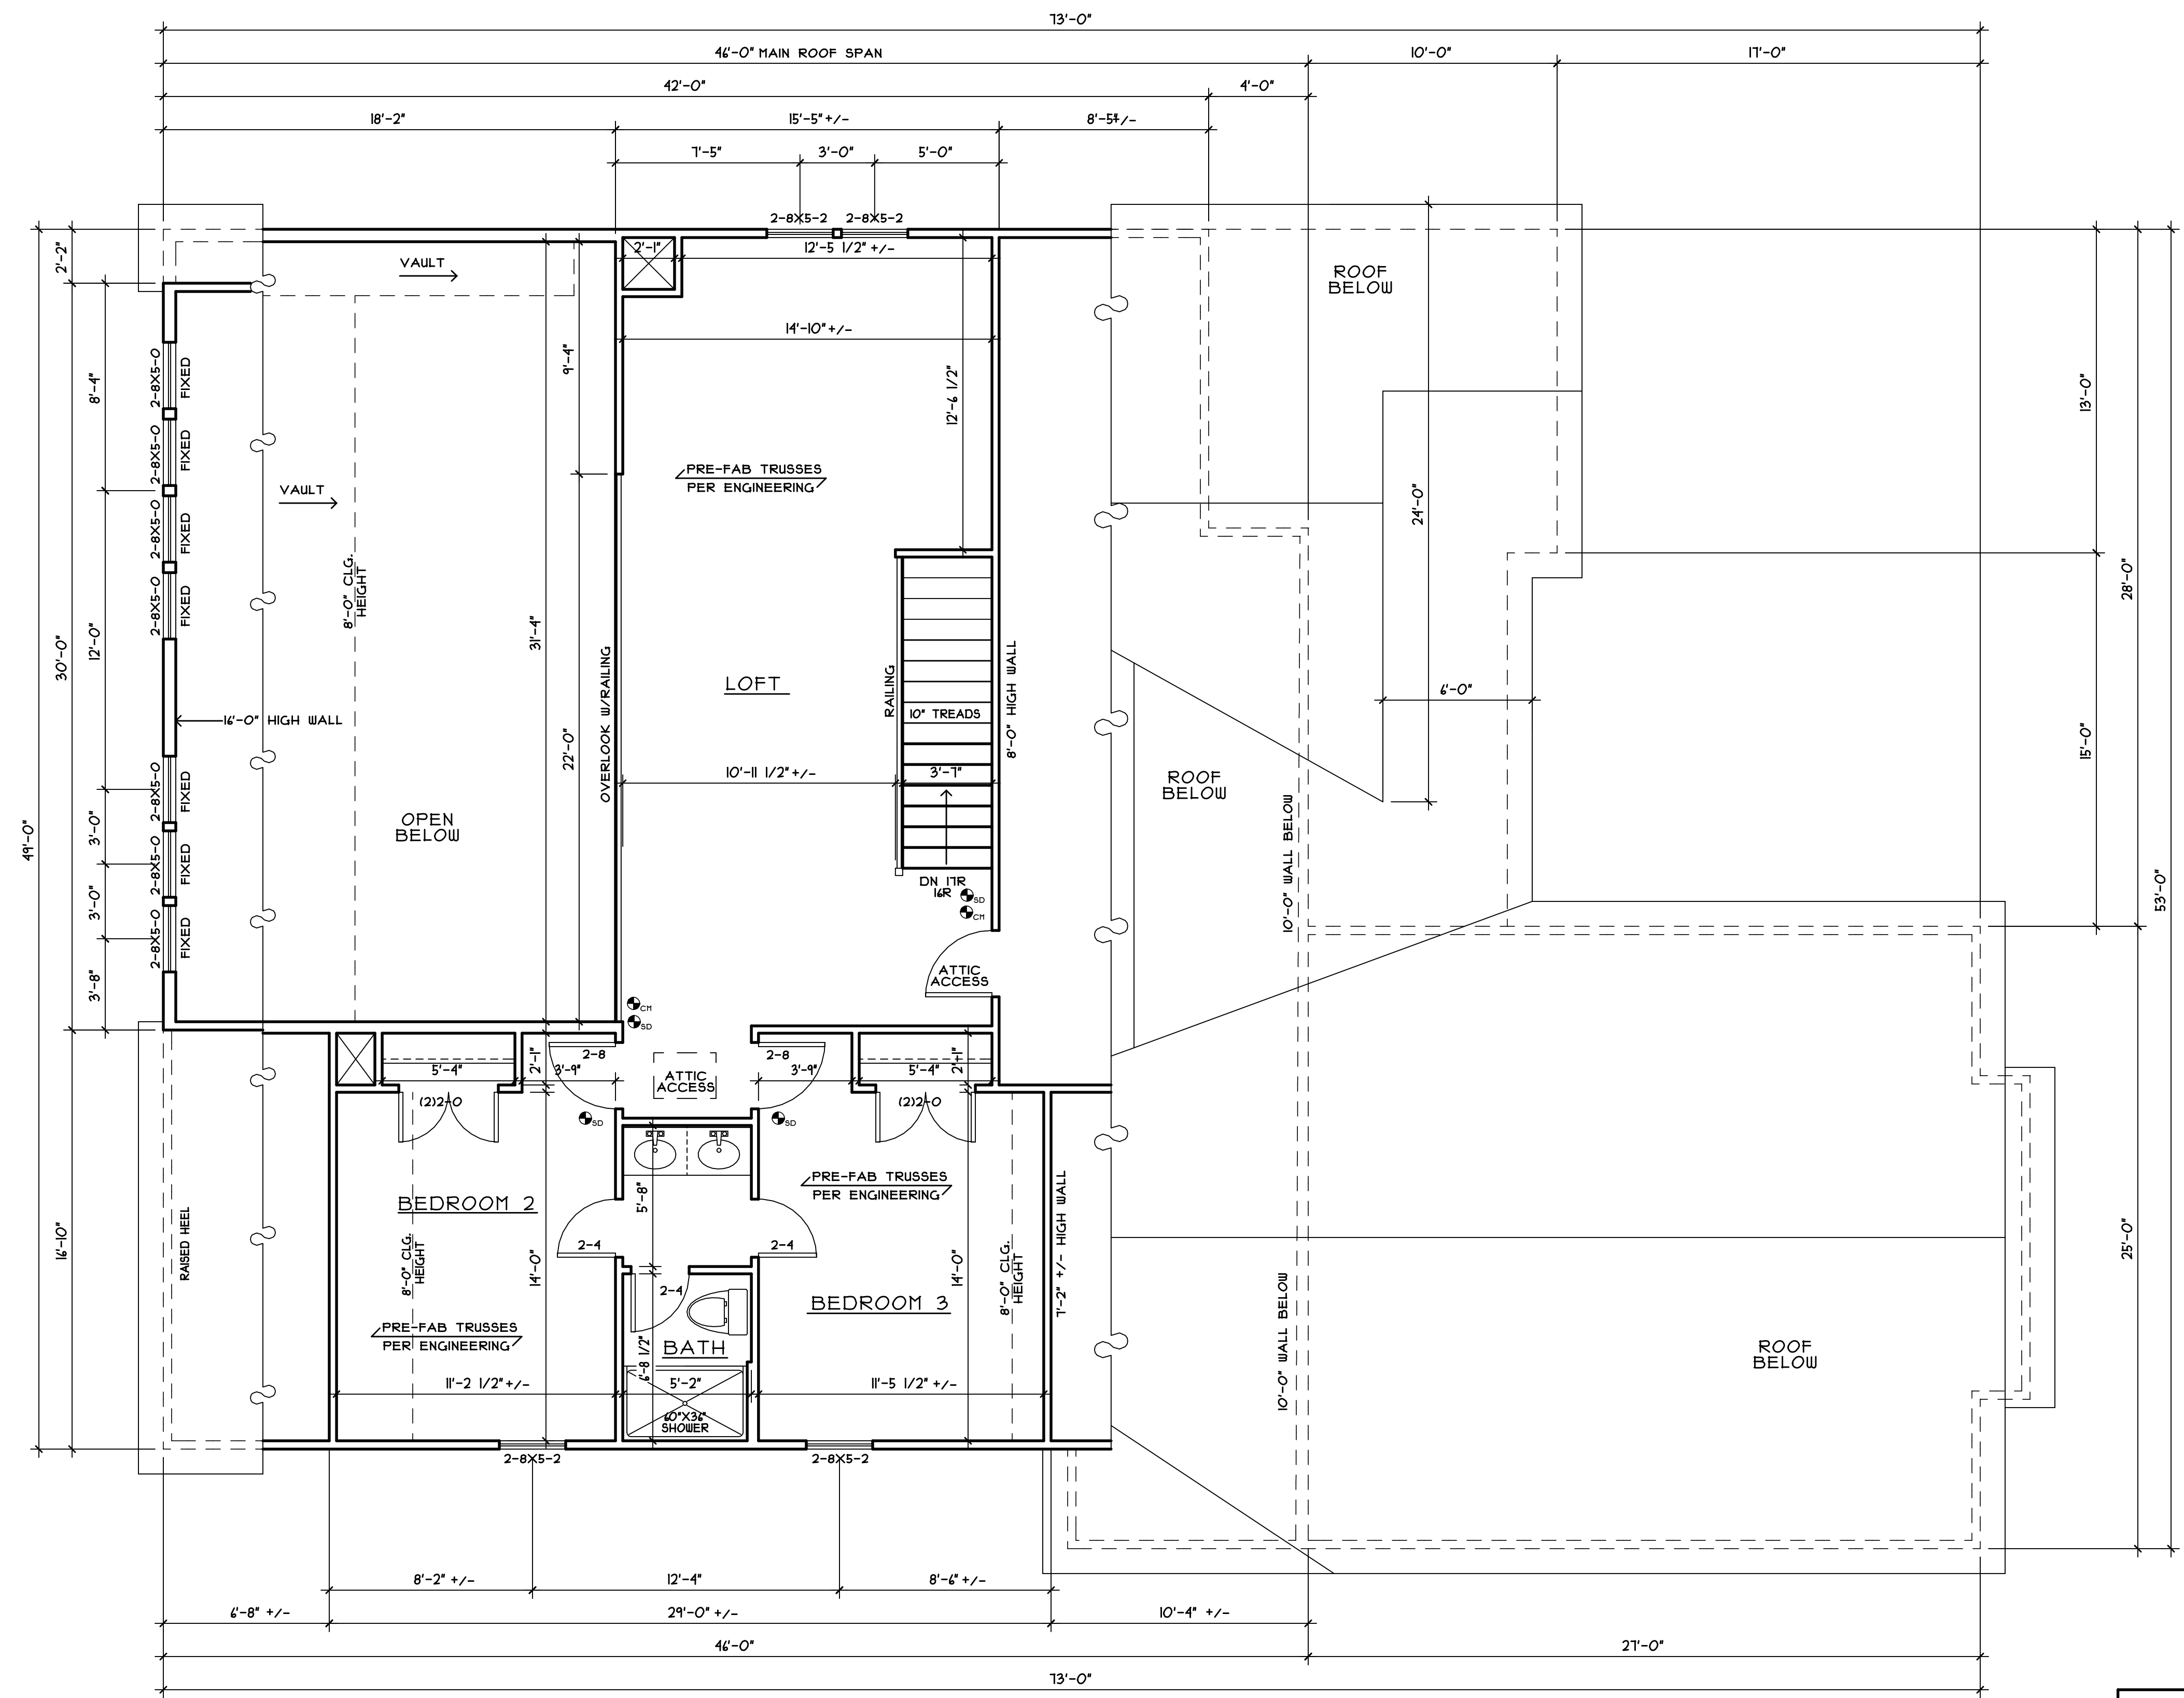 73'-0"
46'-0" MAIN ROOF SPAN
10'-0"
17'-0"
42'-0"
4'-0"
18'-2"
15'-5" +/-
7'-5"
3'-0"
5'-0"
2-8X5-2
2-8X5-2
2'-1"
12'-5 1/2" +/-
VAULT
ROOF
BELOW
2'-2"
14'-10" +/-
9'-4"
12'-6 1/2"
8'-4"
13'-0"
2-8X5-0
FIXED
2-8X5-0
FIXED
2-8X5-0
FIXED
2-8X5-0
FIXED
PRE-FAB TRUSSES
PER ENGINEERING
VAULT
24'-0"
28'-0"
8'-0" CLG.
HEIGHT
30'-0"
12'-0"
31'-4"
OVERLOOK W/RAILING
LOFT
RAILING
10" TREADS
8'-0" HIGH WALL
6'-0"
16'-0" HIGH WALL
22'-0"
15'-0"
10'-11 1/2" +/-
3'-7"
ROOF
BELOW
OPEN
BELOW
49'-0"
3'-0"
3'-0"
3'-8"
2-8X5-0
FIXED
2-8X5-0
FIXED
2-8X5-0
FIXED
10'-0" WALL BELOW
53'-0"
DN 17R
16R
SD
CM
ATTIC
ACCESS
CM
SD
2-8
2-8
2'-1"
2'-1"
5'-4"
3'-9"
ATTIC
ACCESS
3'-9"
5'-4"
(2)2-0
(2)2-0
SD
SD
PRE-FAB TRUSSES
PER ENGINEERING
BEDROOM 2
5'-8"
7'-2" +/- HIGH WALL
16'-10"
RAISED HEEL
8'-0" CLG.
HEIGHT
14'-0"
2-4
2-4
14'-0"
8'-0" CLG.
HEIGHT
25'-0"
2-4
BEDROOM 3
PRE-FAB TRUSSES
PER ENGINEERING
BATH
6'-8 1/2"
10'-0" WALL BELOW
ROOF
BELOW
11'-2 1/2" +/-
5'-2"
11'-5 1/2" +/-
60"X36"
SHOWER
2-8X5-2
2-8X5-2
8'-2" +/-
12'-4"
8'-6" +/-
6'-8" +/-
29'-0" +/-
10'-4" +/-
46'-0"
27'-0"
73'-0"